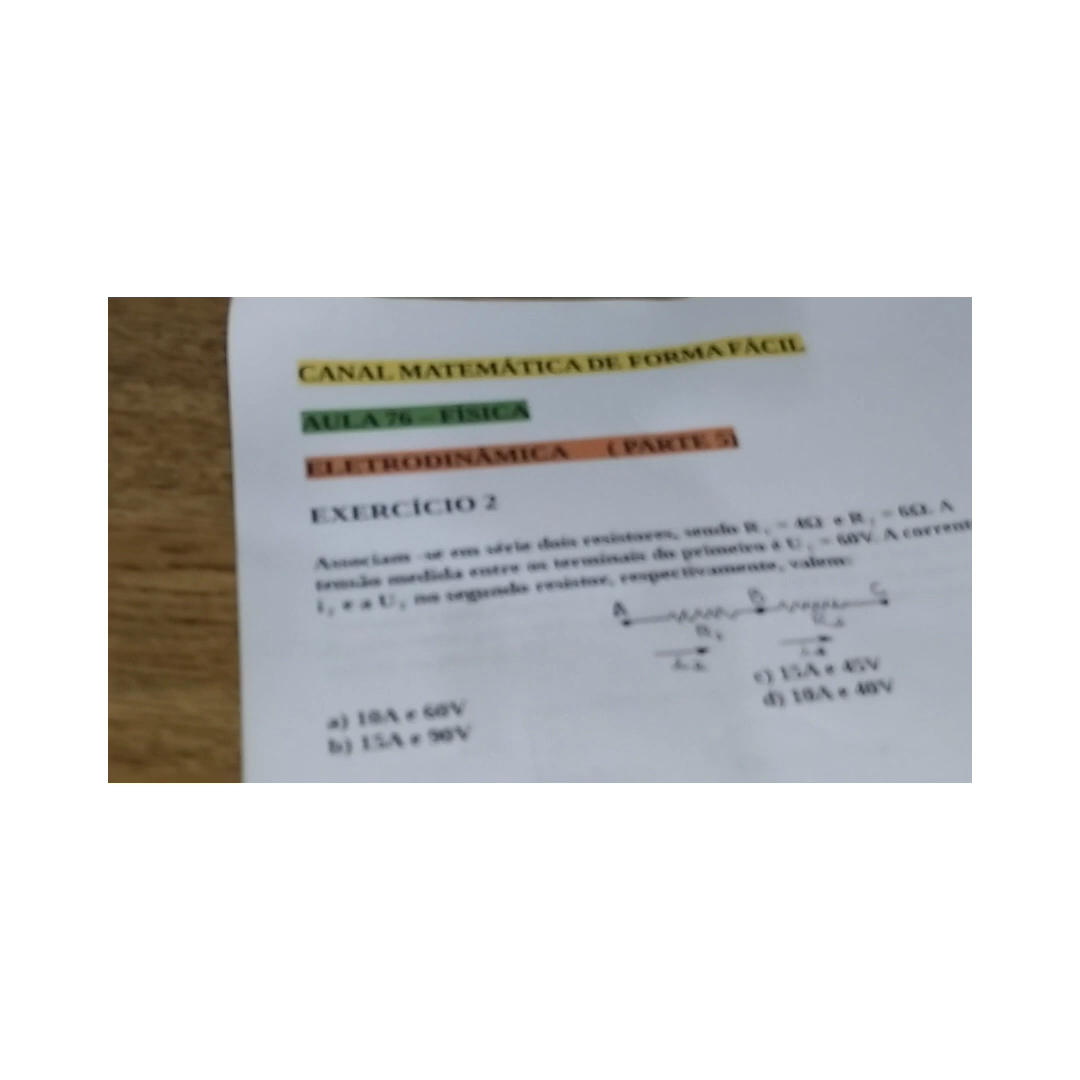 CANAL MATEMÁTICA DE FORMA FÁCIL
AULA 76 – FÍSICA
ELETRODINÂMICA ( PARTE 5)
EXERCÍCIO 2
Associam -se em série dois resistores, sendo R₁ = 4Ω e R₂ = 6Ω. A
tensão medida entre os terminais do primeiro é U₁ = 60V. A corrent
i₂ e a U₂ no segundo resistor, respectivamente, valem:
A B C
R₁
a) 10A e 60V
b) 15A e 90V
c) 15A e 45V
d) 10A e 40V